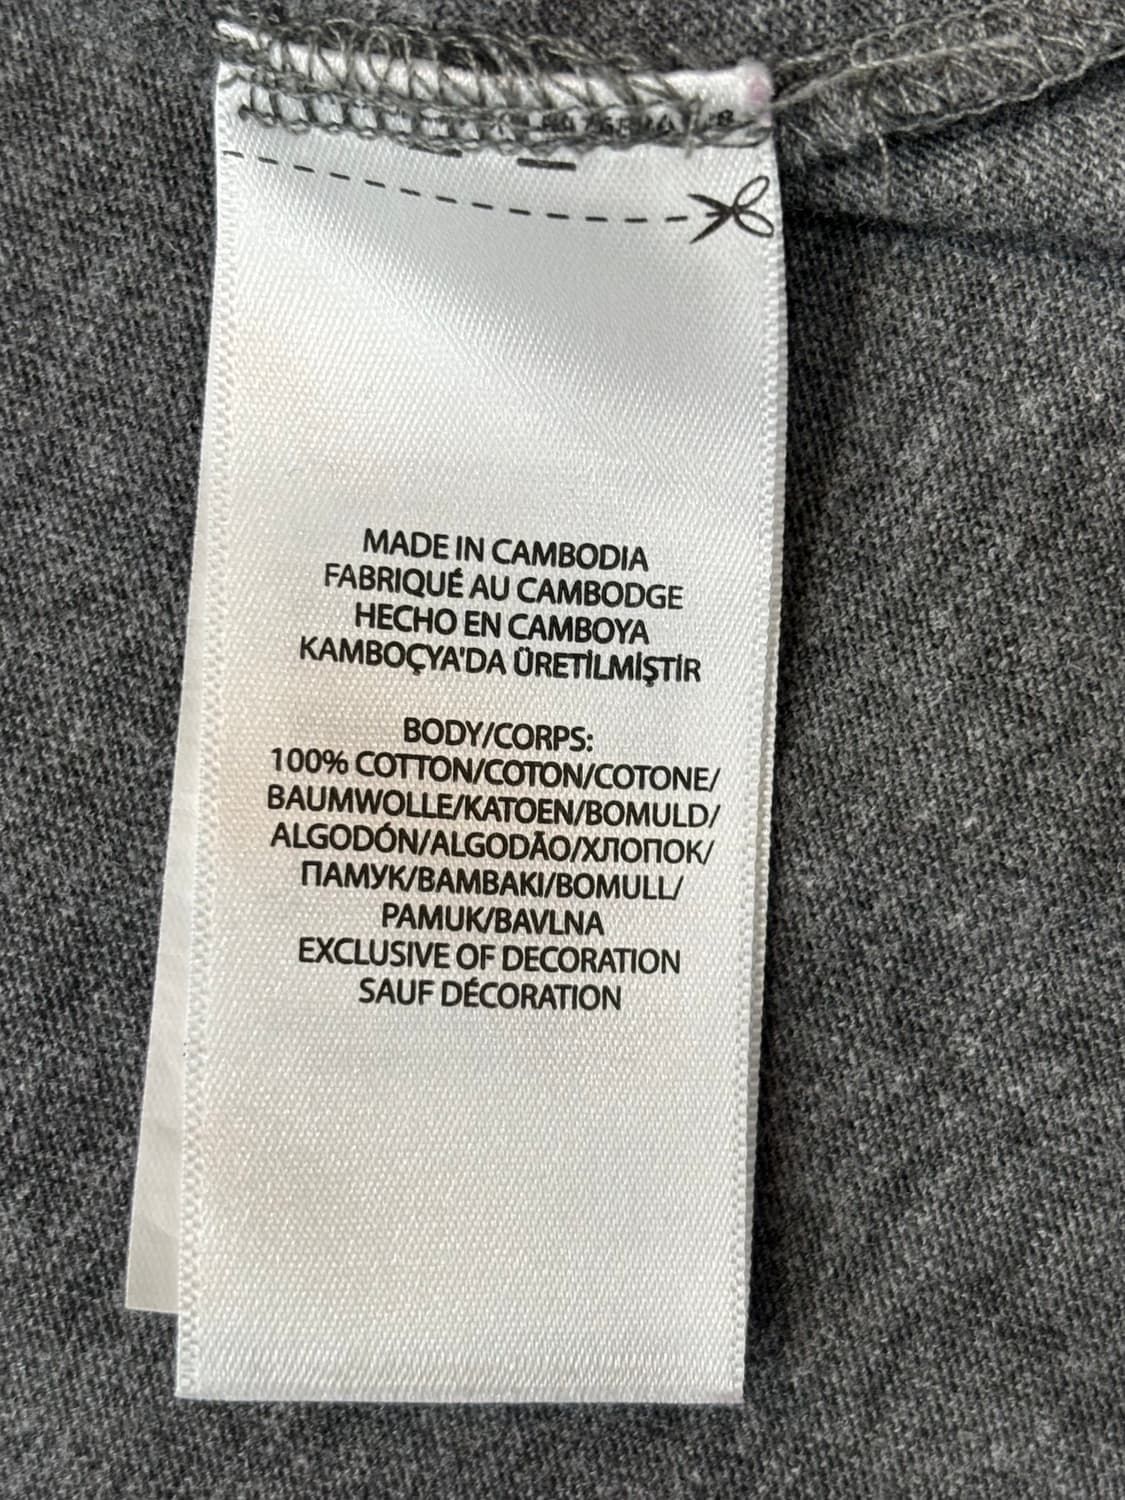 MADE IN CAMBODIA
FABRIQUÉ AU CAMBODGE
HECHO EN CAMBOYA
KAMBOÇYA'DA ÜRETİLMİŞTİR
BODY/CORPS:
100% COTTON/COTON/COTONE/
BAUMWOLLE/KATOEN/BOMULD/
ALGODÓN/ALGODÃO/ХЛОПОК/
ПАМУК/BAMBAKI/BOMULL/
PAMUK/BAVLNA
EXCLUSIVE OF DECORATION
SAUF DÉCORATION